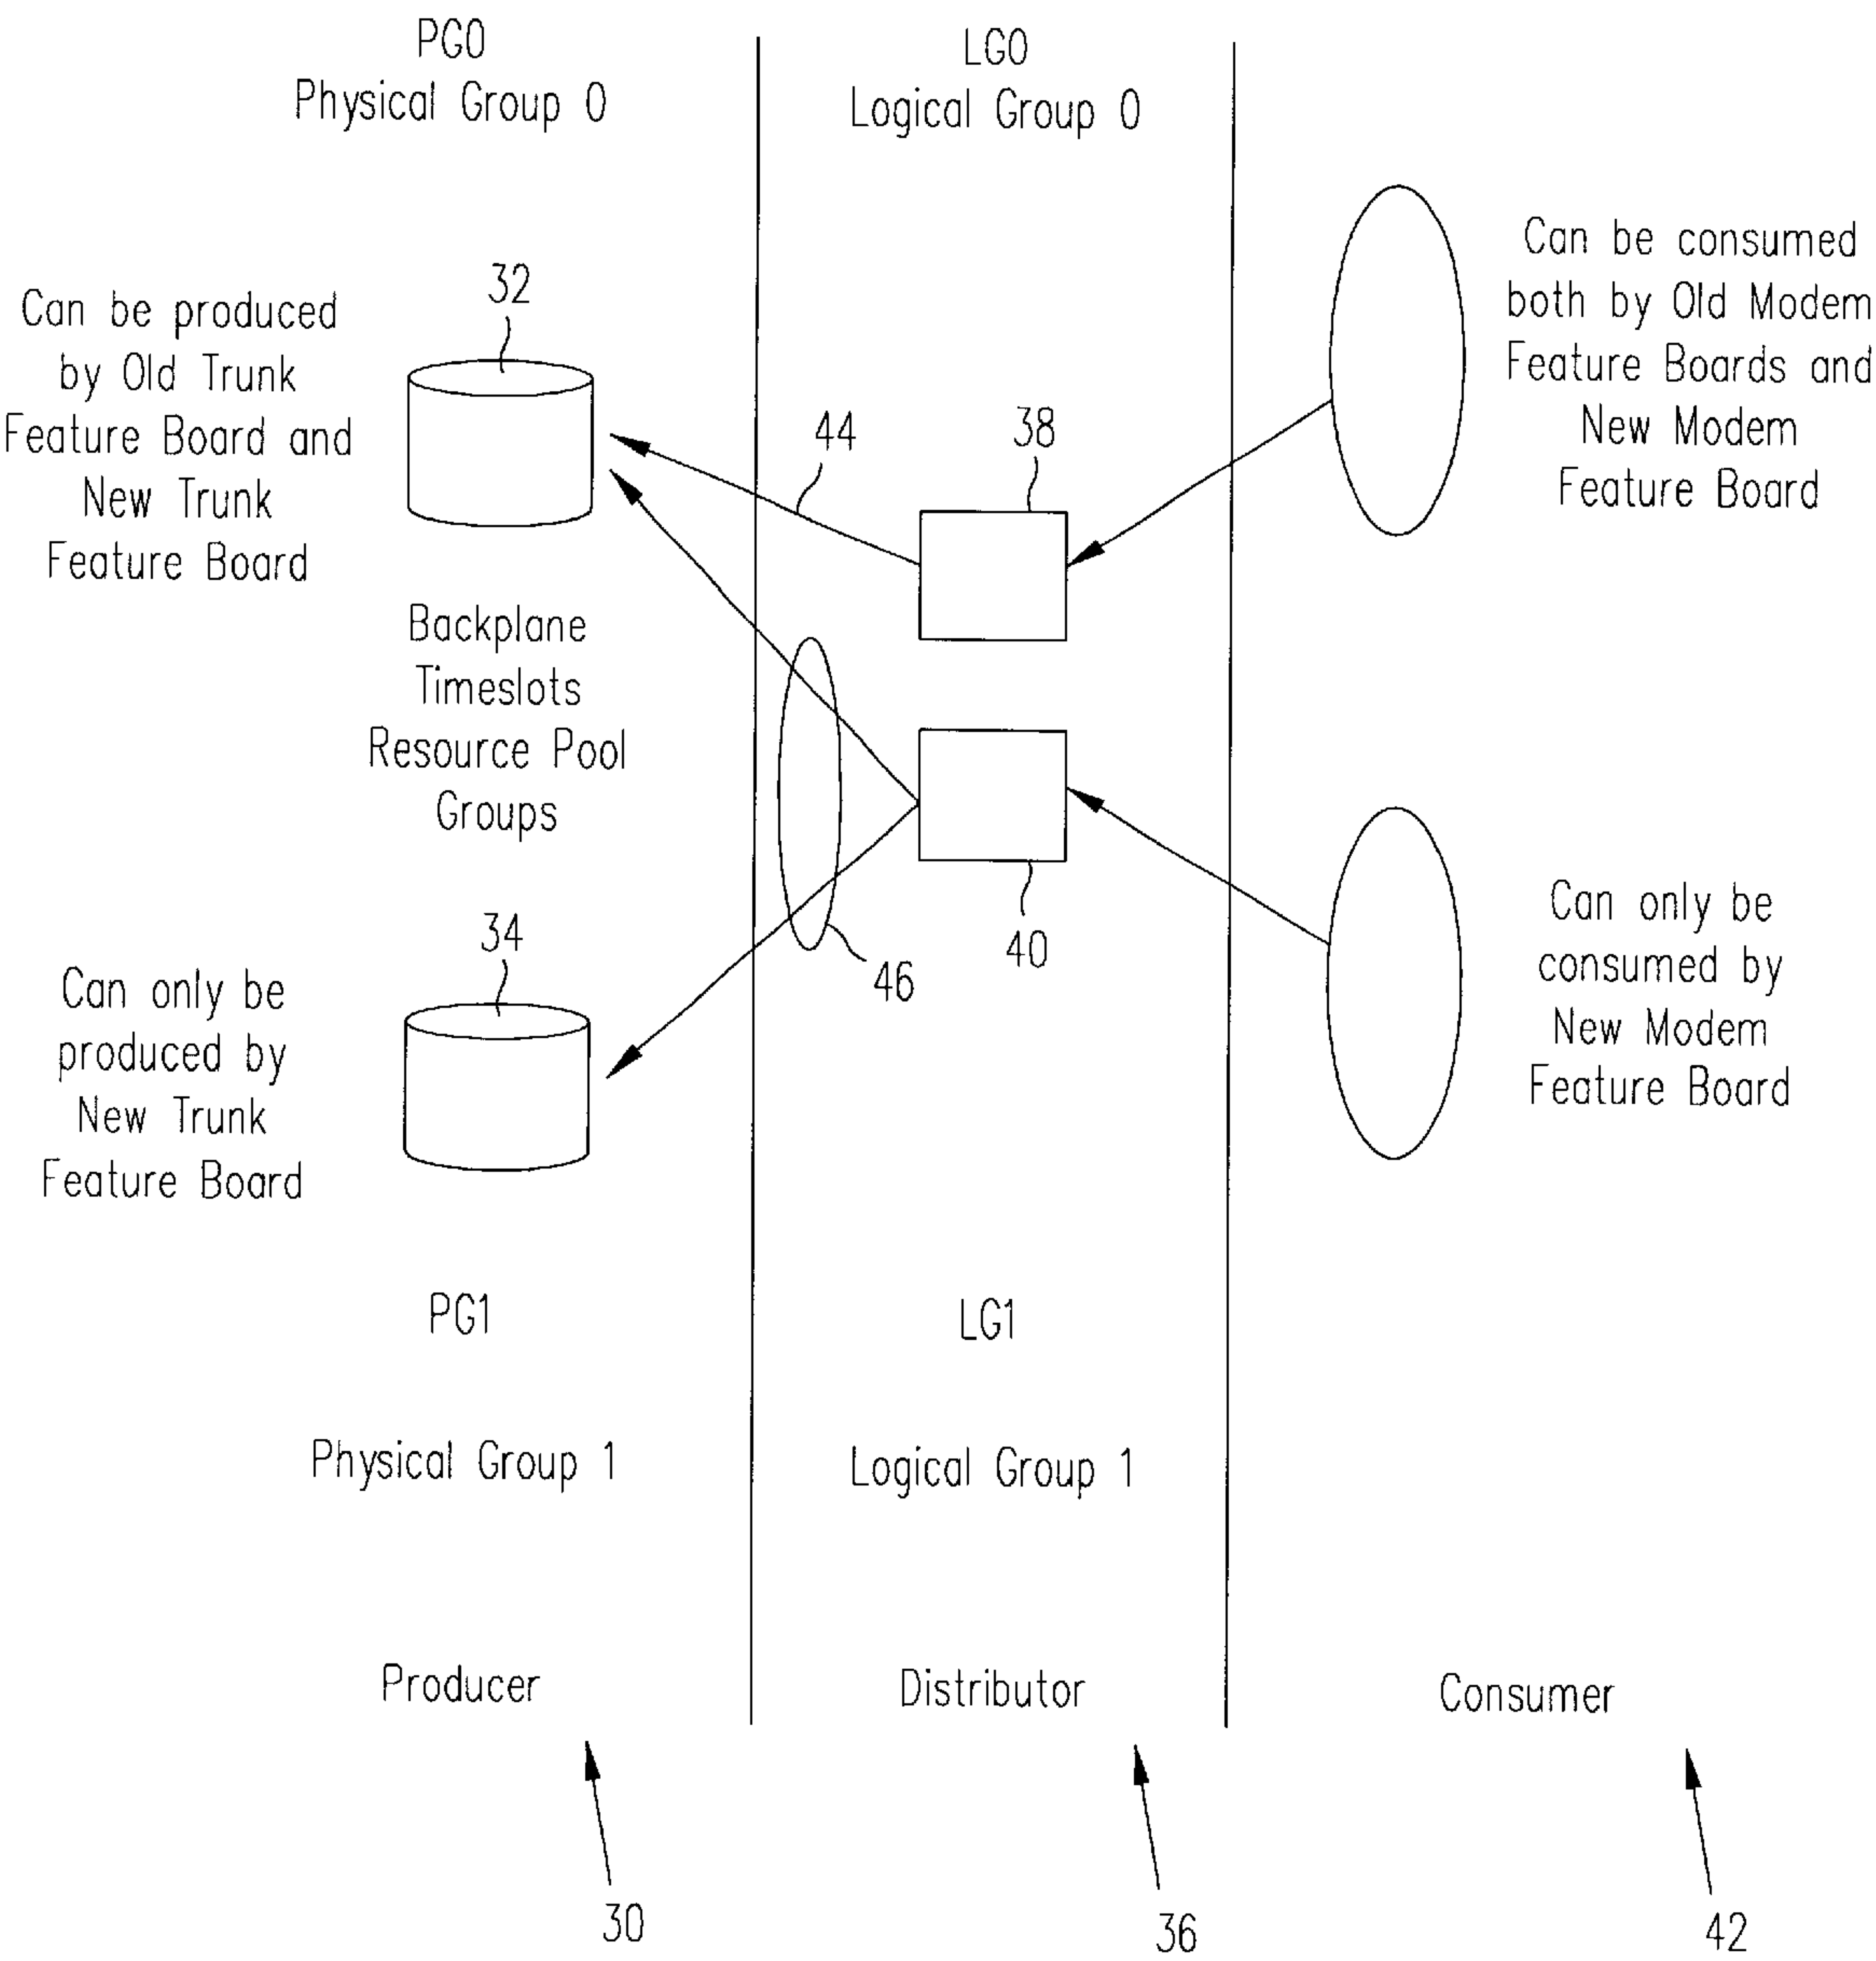 PG0
Physical Group 0
LG0
Logical Group 0
32
Can be produced
by Old Trunk
Feature Board and
New Trunk
Feature Board
44
38
Can be consumed
both by Old Modem
Feature Boards and
New Modem
Feature Board
Backplane
Timeslots
Resource Pool
Groups
34
46
40
Can only be
produced by
New Trunk
Feature Board
Can only be
consumed by
New Modem
Feature Board
PG1
LG1
Physical Group 1
Logical Group 1
Producer
Distributor
Consumer
30
36
42